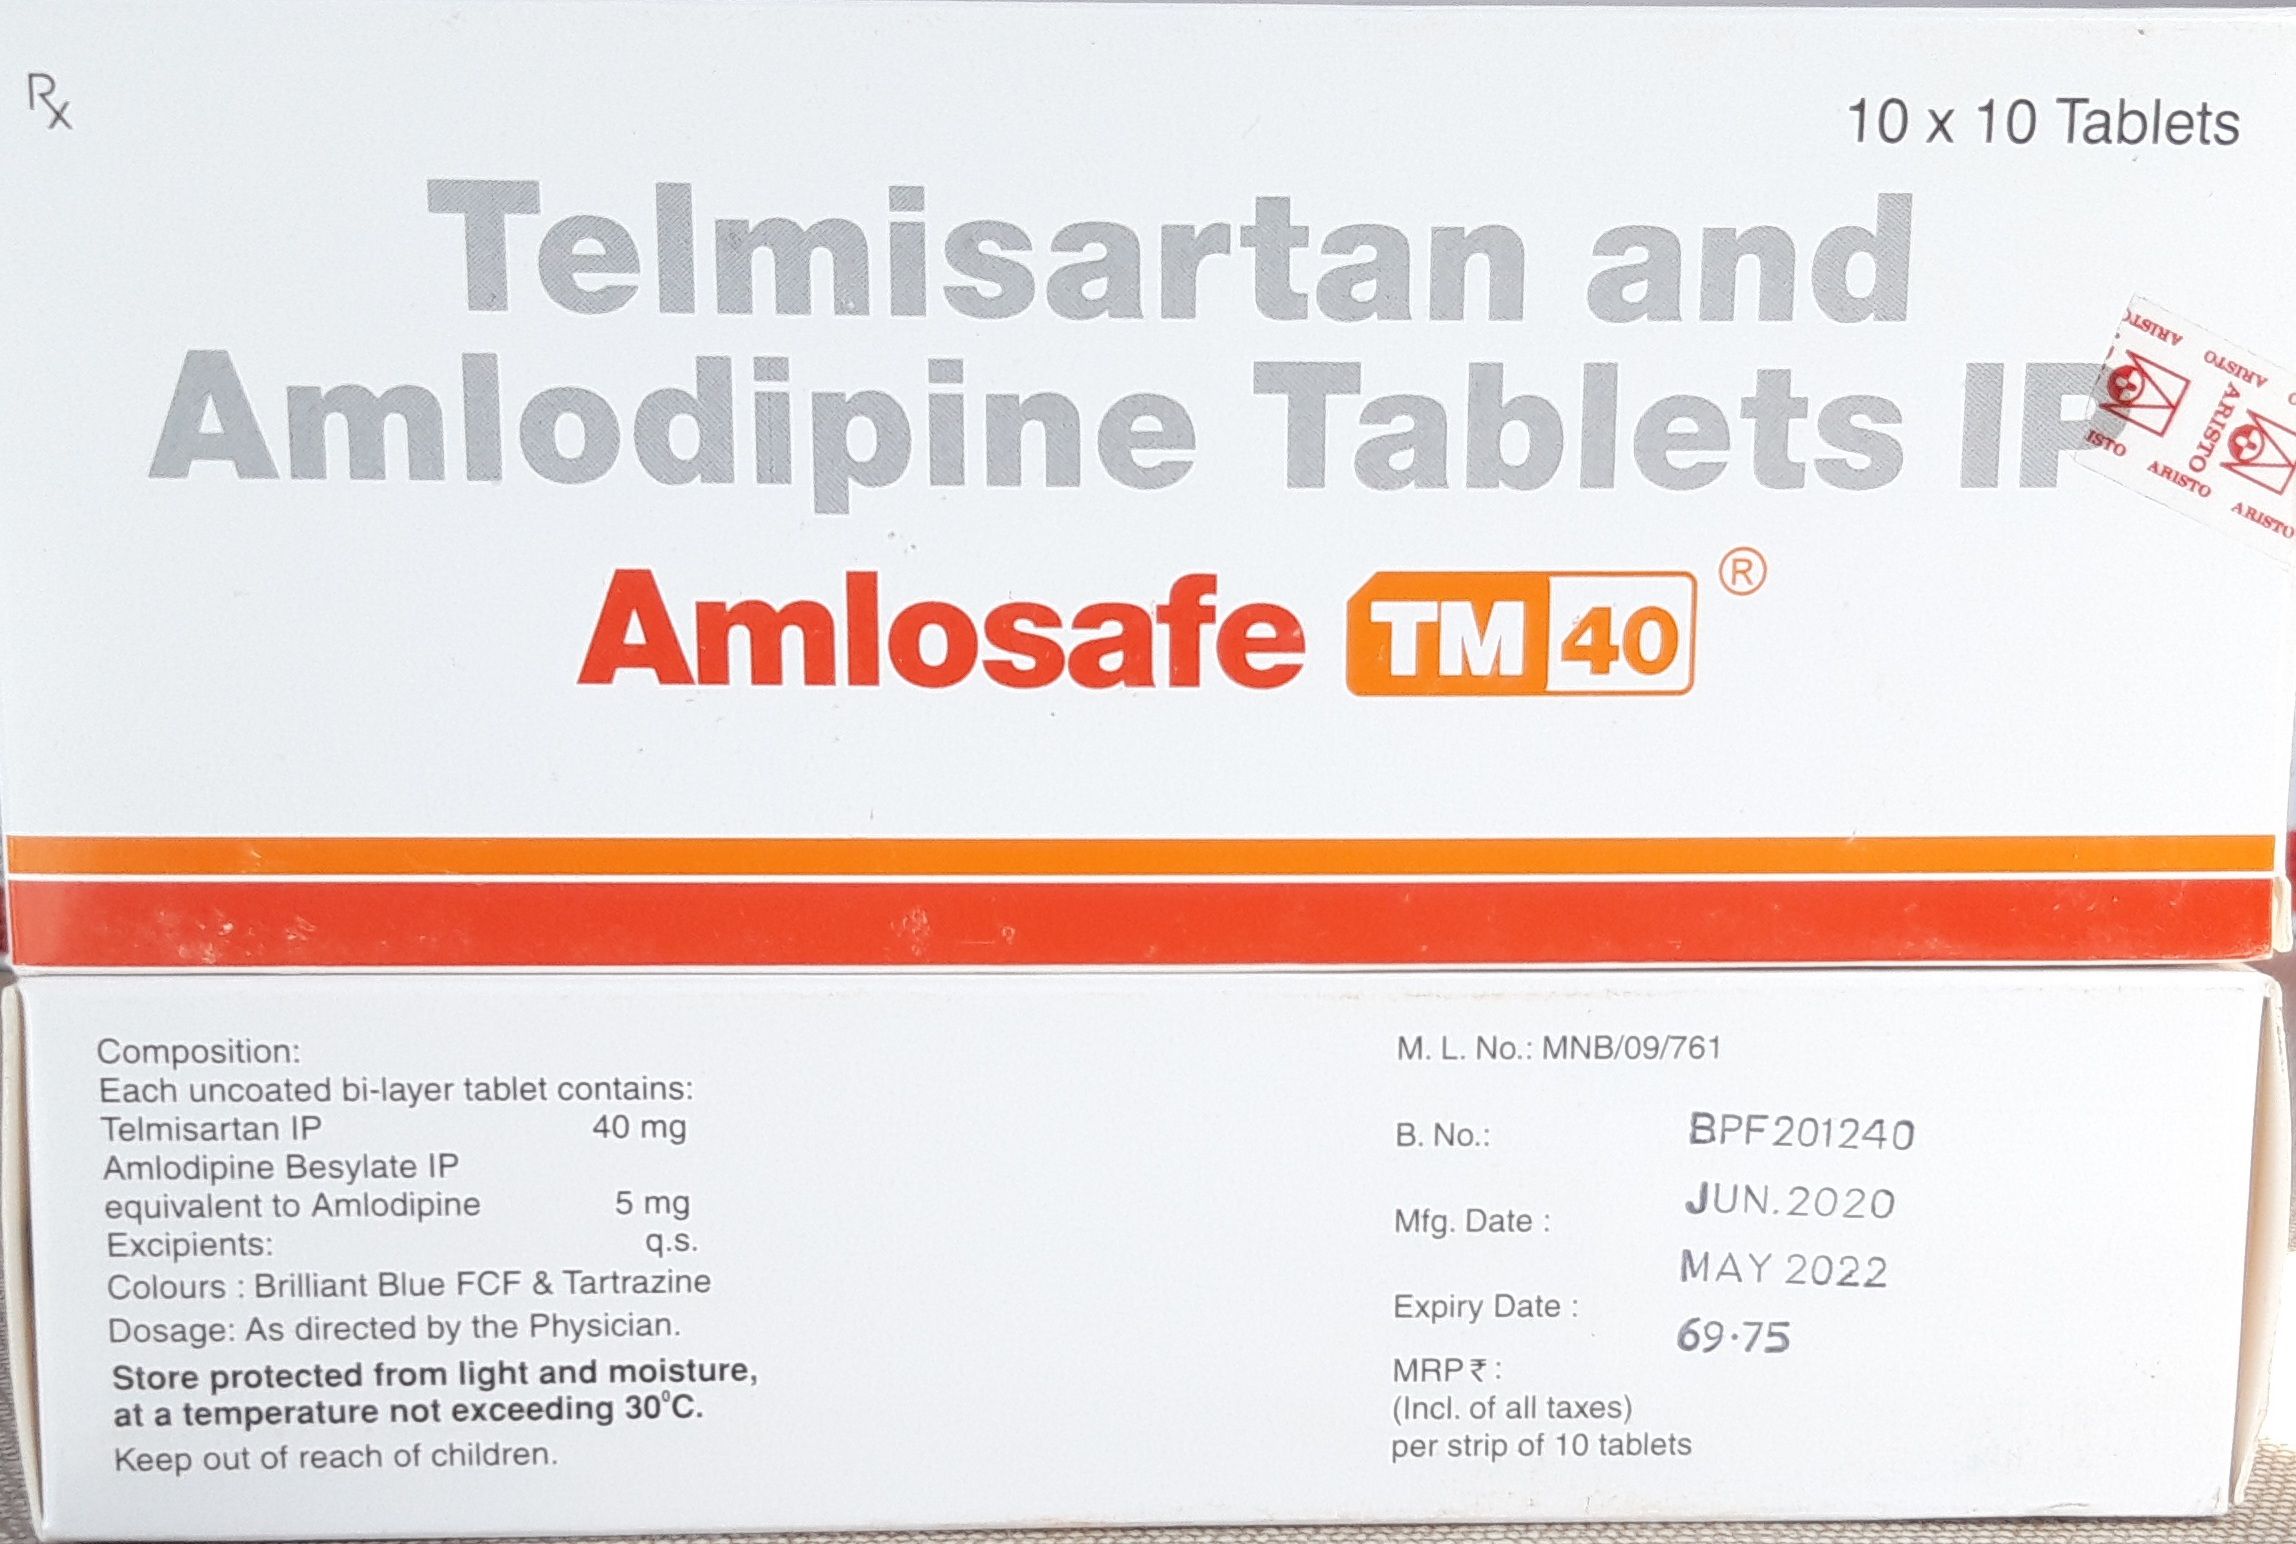 Rx
10 x 10 Tablets
Telmisartan and
Amlodipine Tablets IP
ARISTO
ARISTO
ARISTO
ARISTO
ARISTO
ARISTO
Amlosafe TM 40 ®
Composition:
Each uncoated bi-layer tablet contains:
Telmisartan IP 40 mg
Amlodipine Besylate IP
equivalent to Amlodipine 5 mg
Excipients: q.s.
Colours : Brilliant Blue FCF & Tartrazine
Dosage: As directed by the Physician.
Store protected from light and moisture,
at a temperature not exceeding 30⁰C.
Keep out of reach of children.
M. L. No.: MNB/09/761
B. No.: BPF201240
Mfg. Date : JUN.2020
Expiry Date : MAY 2022
MRP ₹ : 69.75
(Incl. of all taxes)
per strip of 10 tablets